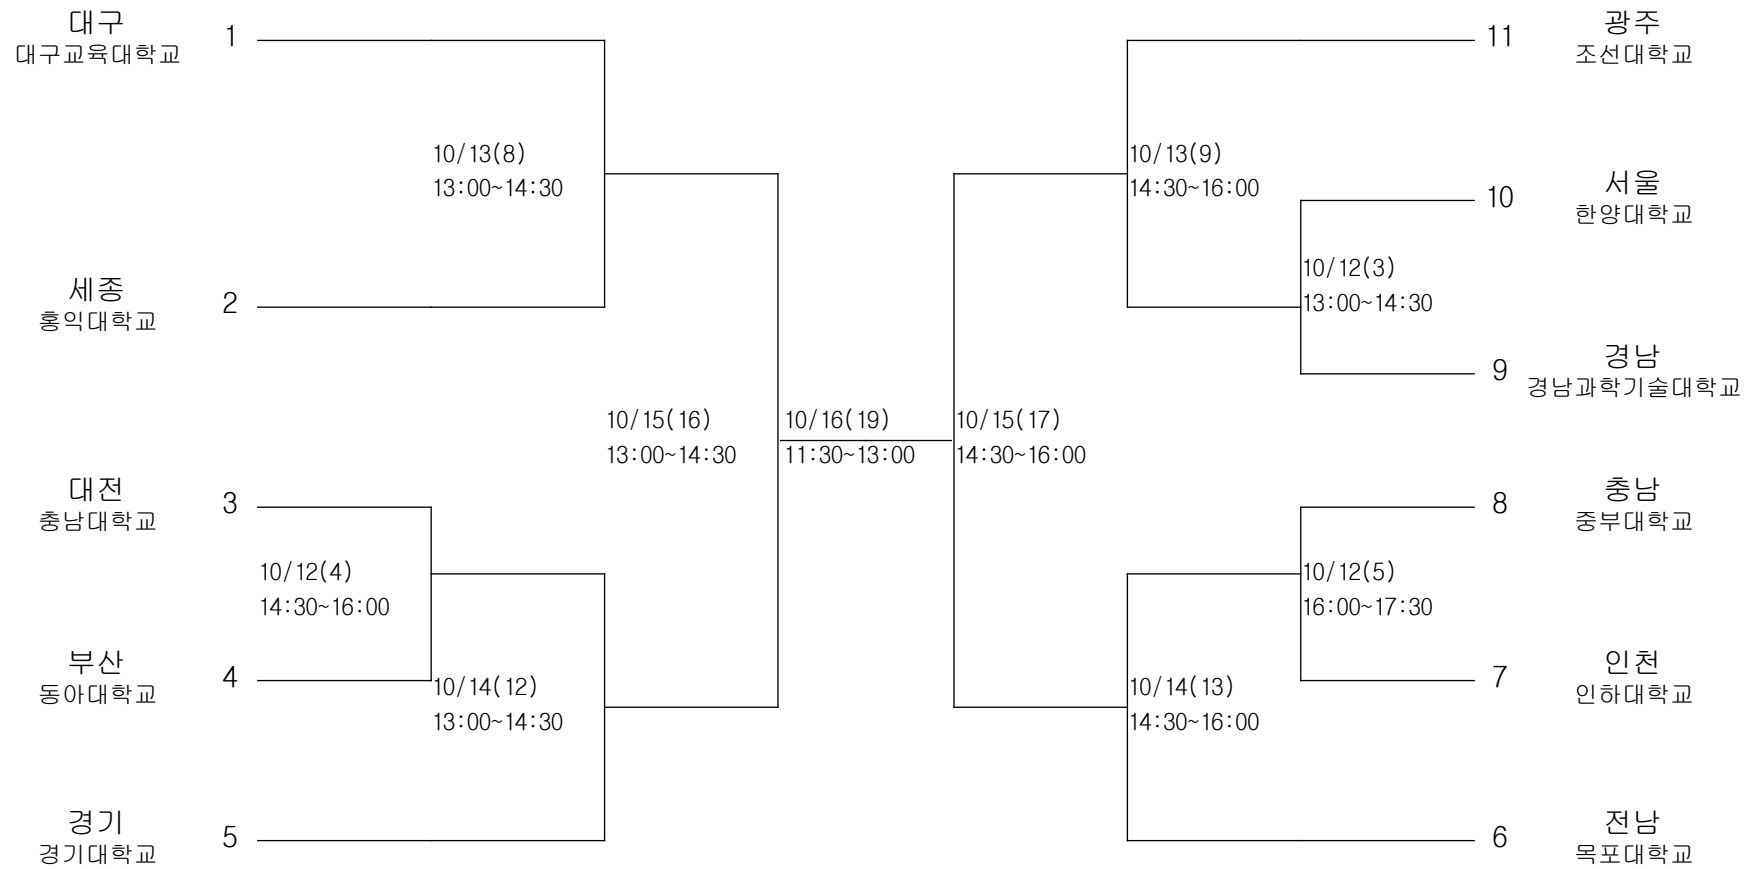 대구
대구교육대학교
1
10/13(8)
13:00~14:30
세종
홍익대학교
2
대전
충남대학교
3
10/12(4)
14:30~16:00
부산
동아대학교
4
10/14(12)
13:00~14:30
경기
경기대학교
5
10/15(16)
13:00~14:30
10/16(19)
11:30~13:00
10/15(17)
14:30~16:00
11
광주
조선대학교
10/13(9)
14:30~16:00
10
서울
한양대학교
10/12(3)
13:00~14:30
9
경남
경남과학기술대학교
8
충남
중부대학교
10/12(5)
16:00~17:30
7
인천
인하대학교
10/14(13)
14:30~16:00
6
전남
목포대학교